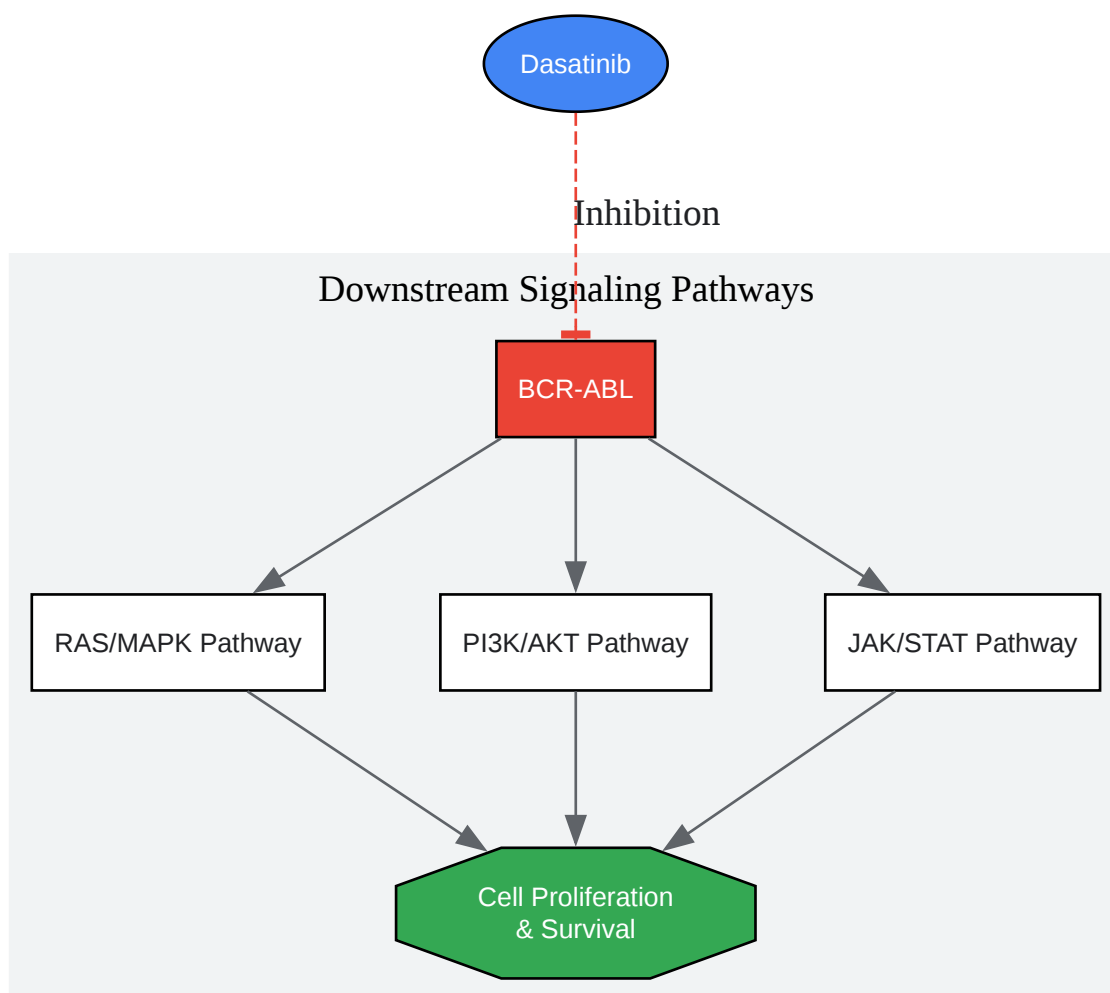 Dasatinib
Inhibition
Downstream Signaling Pathways
BCR-ABL
RAS/MAPK Pathway
PI3K/AKT Pathway
JAK/STAT Pathway
Cell Proliferation
& Survival